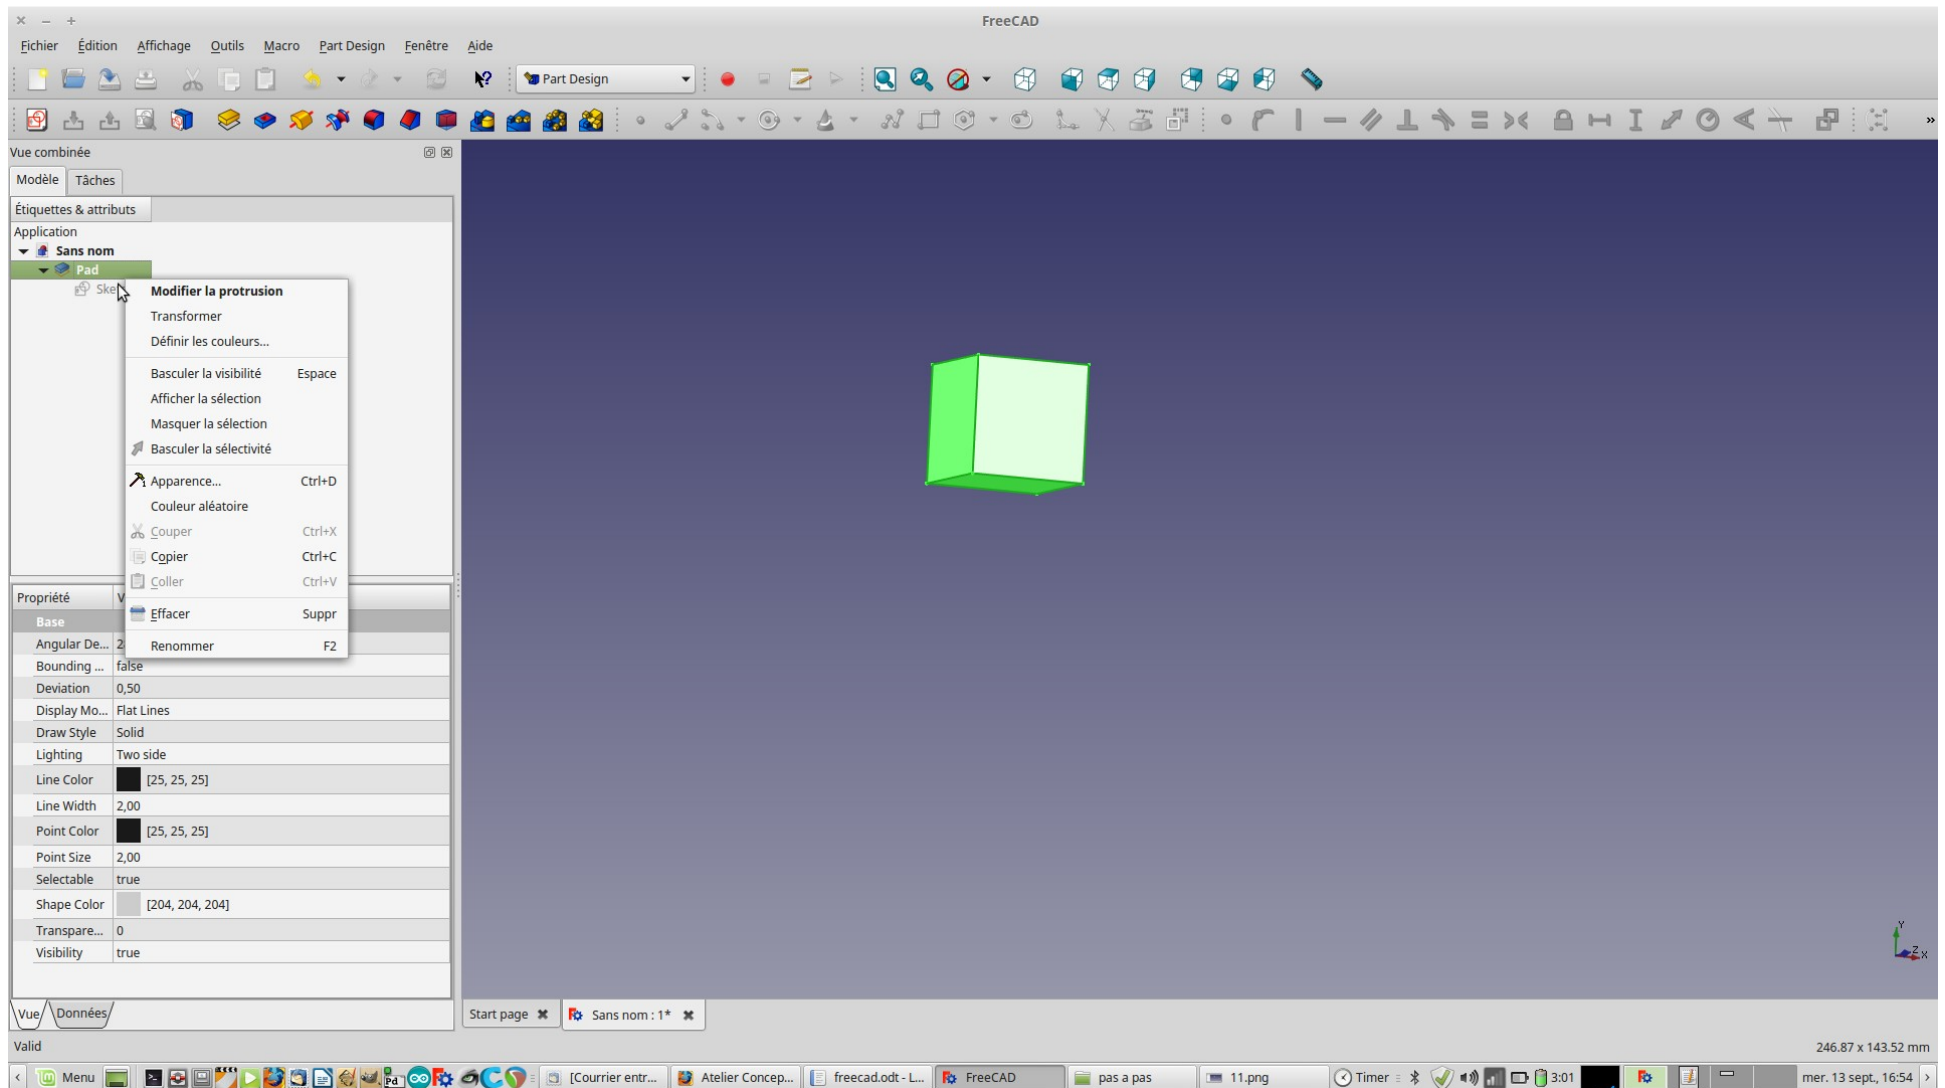 FreeCAD
Fichier Édition Affichage Outils Macro Part Design Fenêtre Aide
Part Design
Vue combinée
Modèle Tâches
Étiquettes & attributs
Application
Sans nom
Pad
Ske
Modifier la protrusion
Transformer
Définir les couleurs...
Basculer la visibilité Espace
Afficher la sélection
Masquer la sélection
Basculer la sélectivité
Apparence... Ctrl+D
Couleur aléatoire
Couper Ctrl+X
Copier Ctrl+C
Coller Ctrl+V
Effacer Suppr
Renommer F2
Propriété V
Base
Angular De... 2
Bounding ... false
Deviation 0,50
Display Mo... Flat Lines
Draw Style Solid
Lighting Two side
Line Color [25, 25, 25]
Line Width 2,00
Point Color [25, 25, 25]
Point Size 2,00
Selectable true
Shape Color [204, 204, 204]
Transpare... 0
Visibility true
Y
Z
X
Vue Données
Start page Sans nom : 1*
Valid 246.87 x 143.52 mm
Menu Pd [Courrier entr... Atelier Concep... freecad.odt - L... FreeCAD pas a pas 11.png Timer 3:01 mer. 13 sept., 16:54